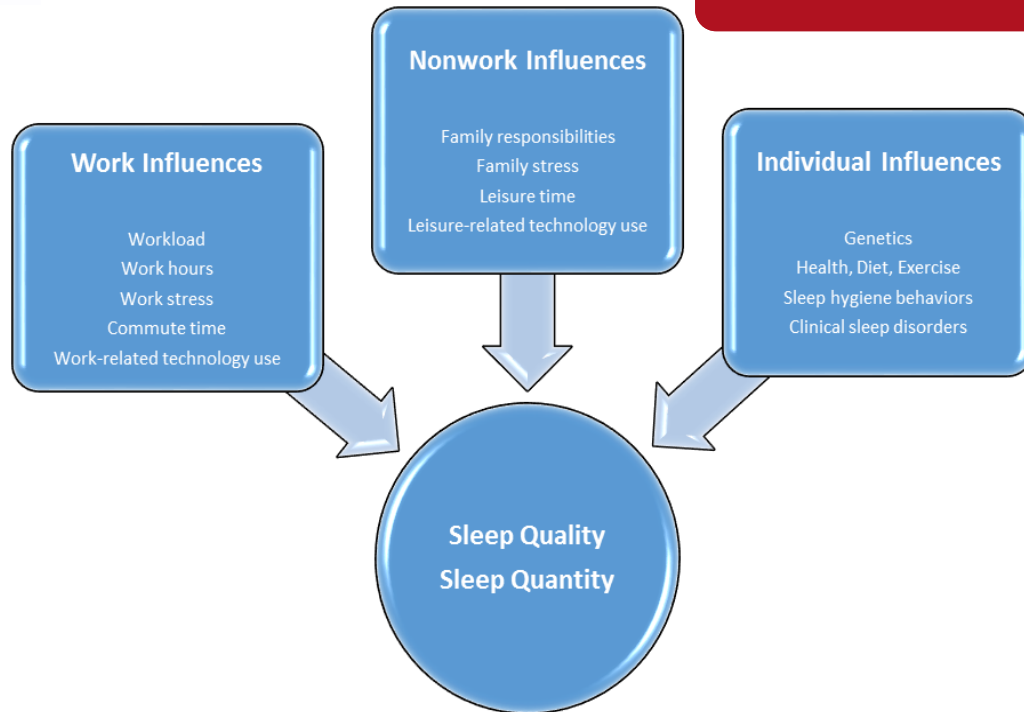 Work Influences
Workload
Work hours
Work stress
Commute time
Work-related technology use
Nonwork Influences
Family responsibilities
Family stress
Leisure time
Leisure-related technology use
Individual Influences
Genetics
Health, Diet, Exercise
Sleep hygiene behaviors
Clinical sleep disorders
Sleep Quality
Sleep Quantity